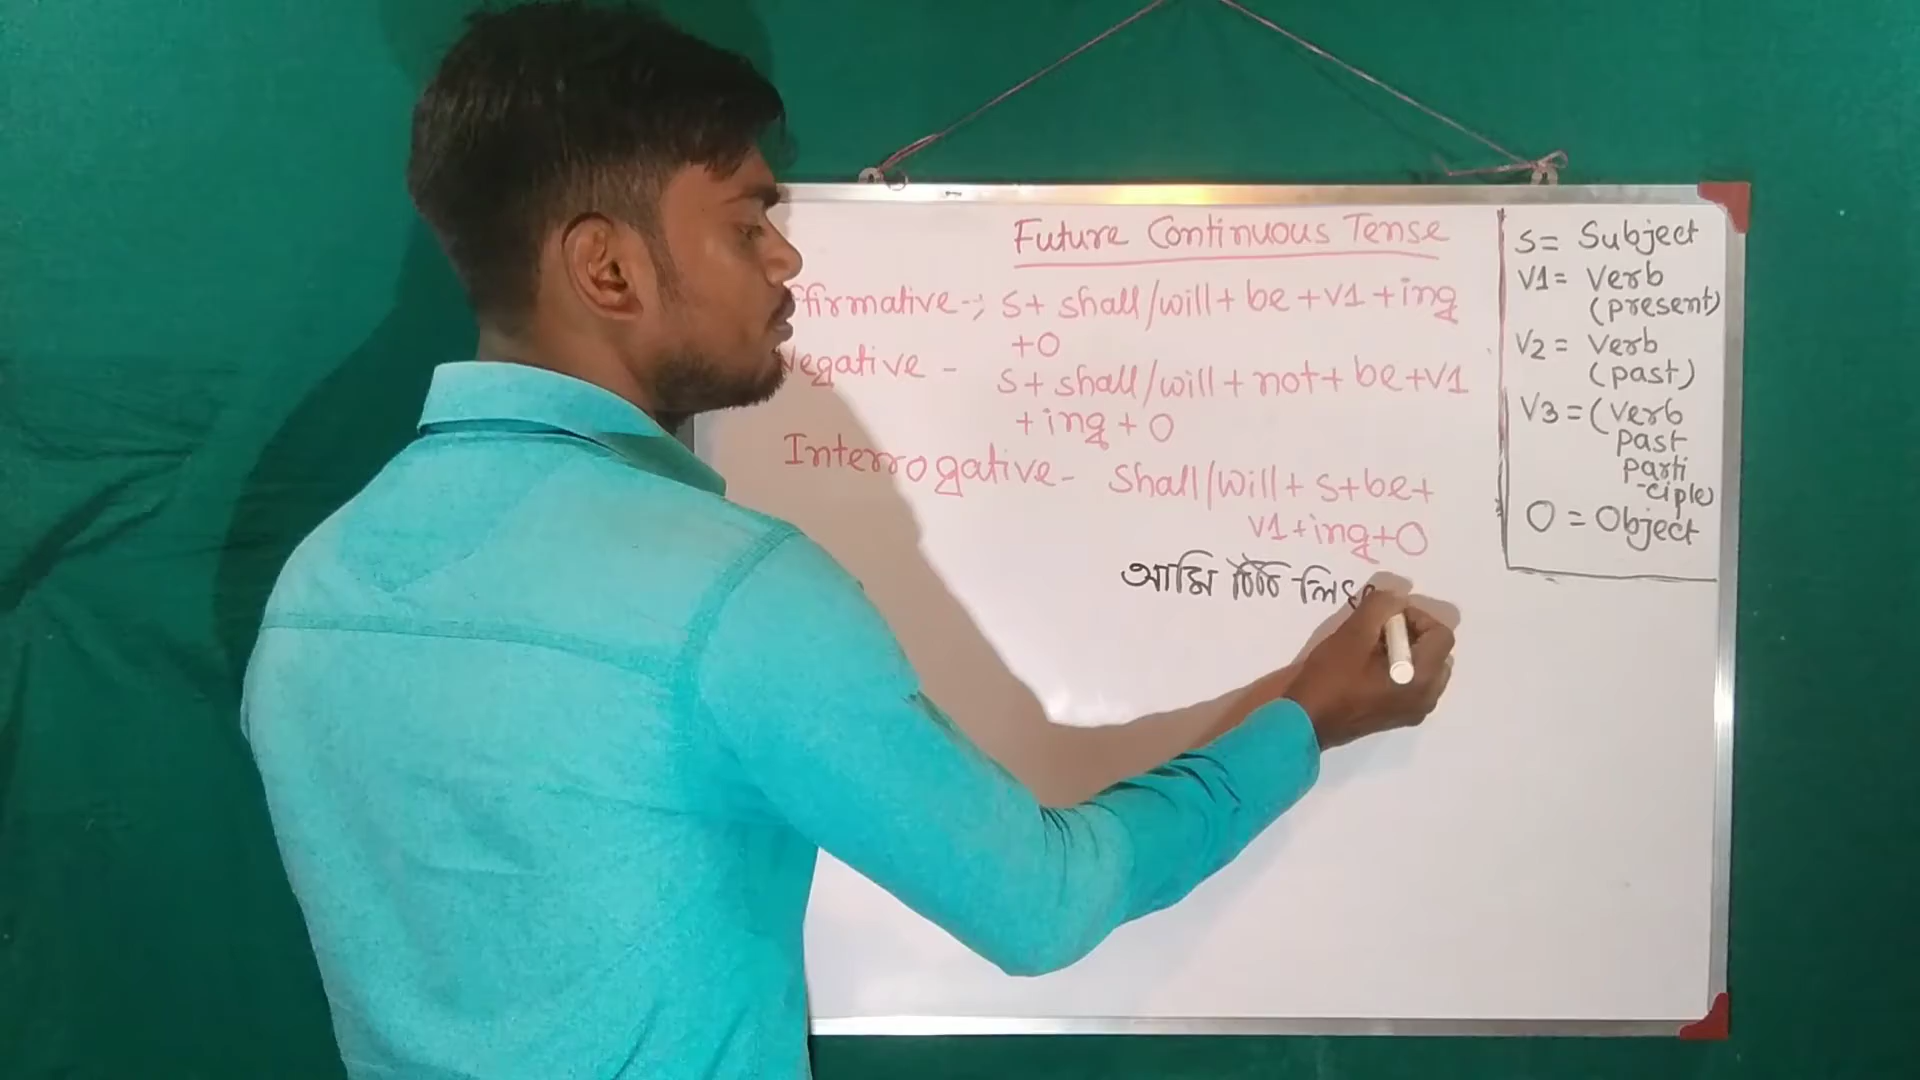 Future Continuous Tense
ffirmative-; S+ shall/will+ be +V1 +ing
+O
Negative - S+ shall/will + not + be+V1
+ing+O
Interrogative- Shall/Will+ S+be+
V1+ing+O
আমি চিঠি
S= Subject
V1= Verb
(present)
V2= Verb
(past)
V3=(Verb
past
parti
-ciple)
O = Object